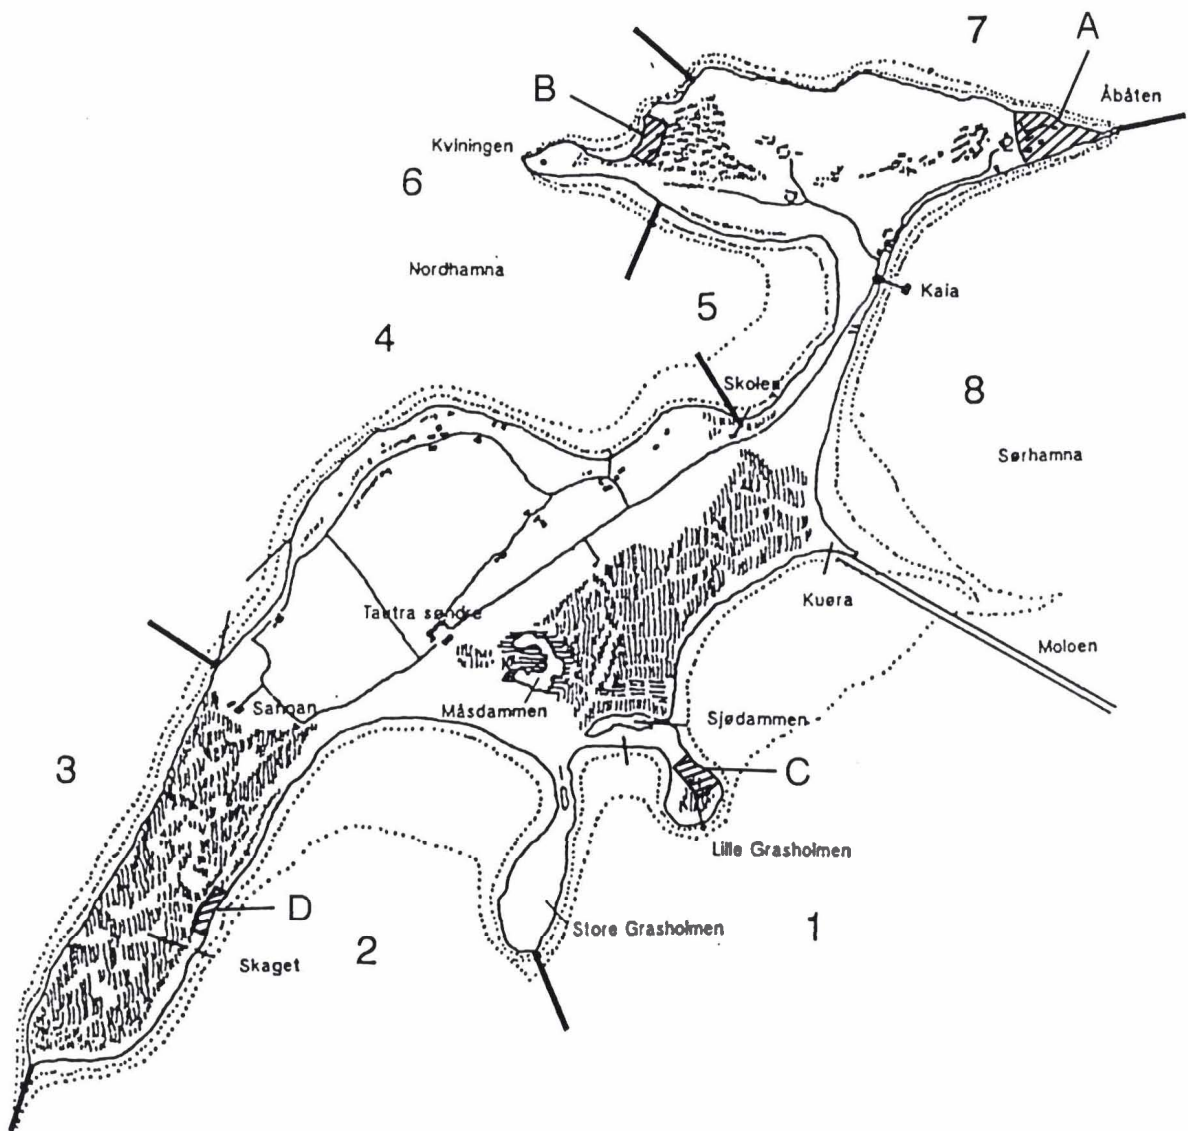 7
A
Åbåten
B
Kvlningen
6
Nordhamna
Kaia
5
4
Skolen
8
Sørhamna
Kuøra
Tautra søndre
Moloen
Måsdammen
Sjødammen
3
C
Lille Grasholmen
D
Store Grasholmen
1
2
Skaget